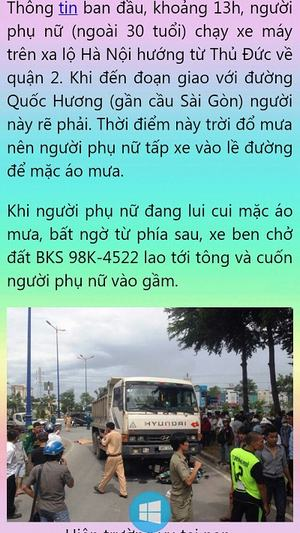 Thông tin ban đầu, khoảng 13h, người
phụ nữ (ngoài 30 tuổi) chạy xe máy
trên xa lộ Hà Nội hướng từ Thủ Đức về
quận 2. Khi đến đoạn giao với đường
Quốc Hương (gần cầu Sài Gòn) người
này rẽ phải. Thời điểm này trời đổ mưa
nên người phụ nữ tấp xe vào lề đường
để mặc áo mưa.
Khi người phụ nữ đang lui cui mặc áo
mưa, bất ngờ từ phía sau, xe ben chở
đất BKS 98K-4522 lao tới tông và cuốn
người phụ nữ vào gầm.
HYUNDAI